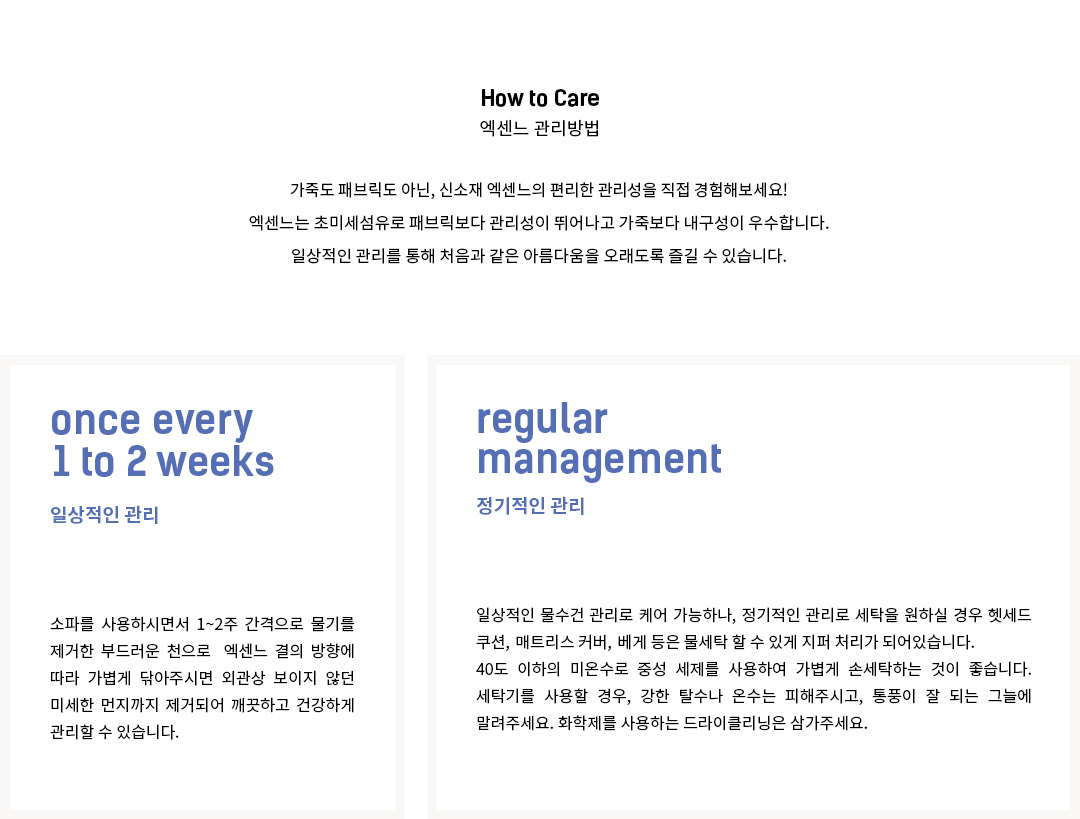 How to Care
엑센느 관리방법
가죽도 패브릭도 아닌, 신소재 엑센느의 편리한 관리성을 직접 경험해보세요!
엑센느는 초미세섬유로 패브릭보다 관리성이 뛰어나고 가죽보다 내구성이 우수합니다.
일상적인 관리를 통해 처음과 같은 아름다움을 오래도록 즐길 수 있습니다.
once every
1 to 2 weeks
일상적인 관리
소파를 사용하시면서 1~2주 간격으로 물기를
제거한 부드러운 천으로 엑센느 결의 방향에
따라 가볍게 닦아주시면 외관상 보이지 않던
미세한 먼지까지 제거되어 깨끗하고 건강하게
관리할 수 있습니다.
regular
management
정기적인 관리
일상적인 물수건 관리로 케어 가능하나, 정기적인 관리로 세탁을 원하실 경우 헷세드
쿠션, 매트리스 커버, 베게 등은 물세탁 할 수 있게 지퍼 처리가 되어있습니다.
40도 이하의 미온수로 중성 세제를 사용하여 가볍게 손세탁하는 것이 좋습니다.
세탁기를 사용할 경우, 강한 탈수나 온수는 피해주시고, 통풍이 잘 되는 그늘에
말려주세요. 화학제를 사용하는 드라이클리닝은 삼가주세요.